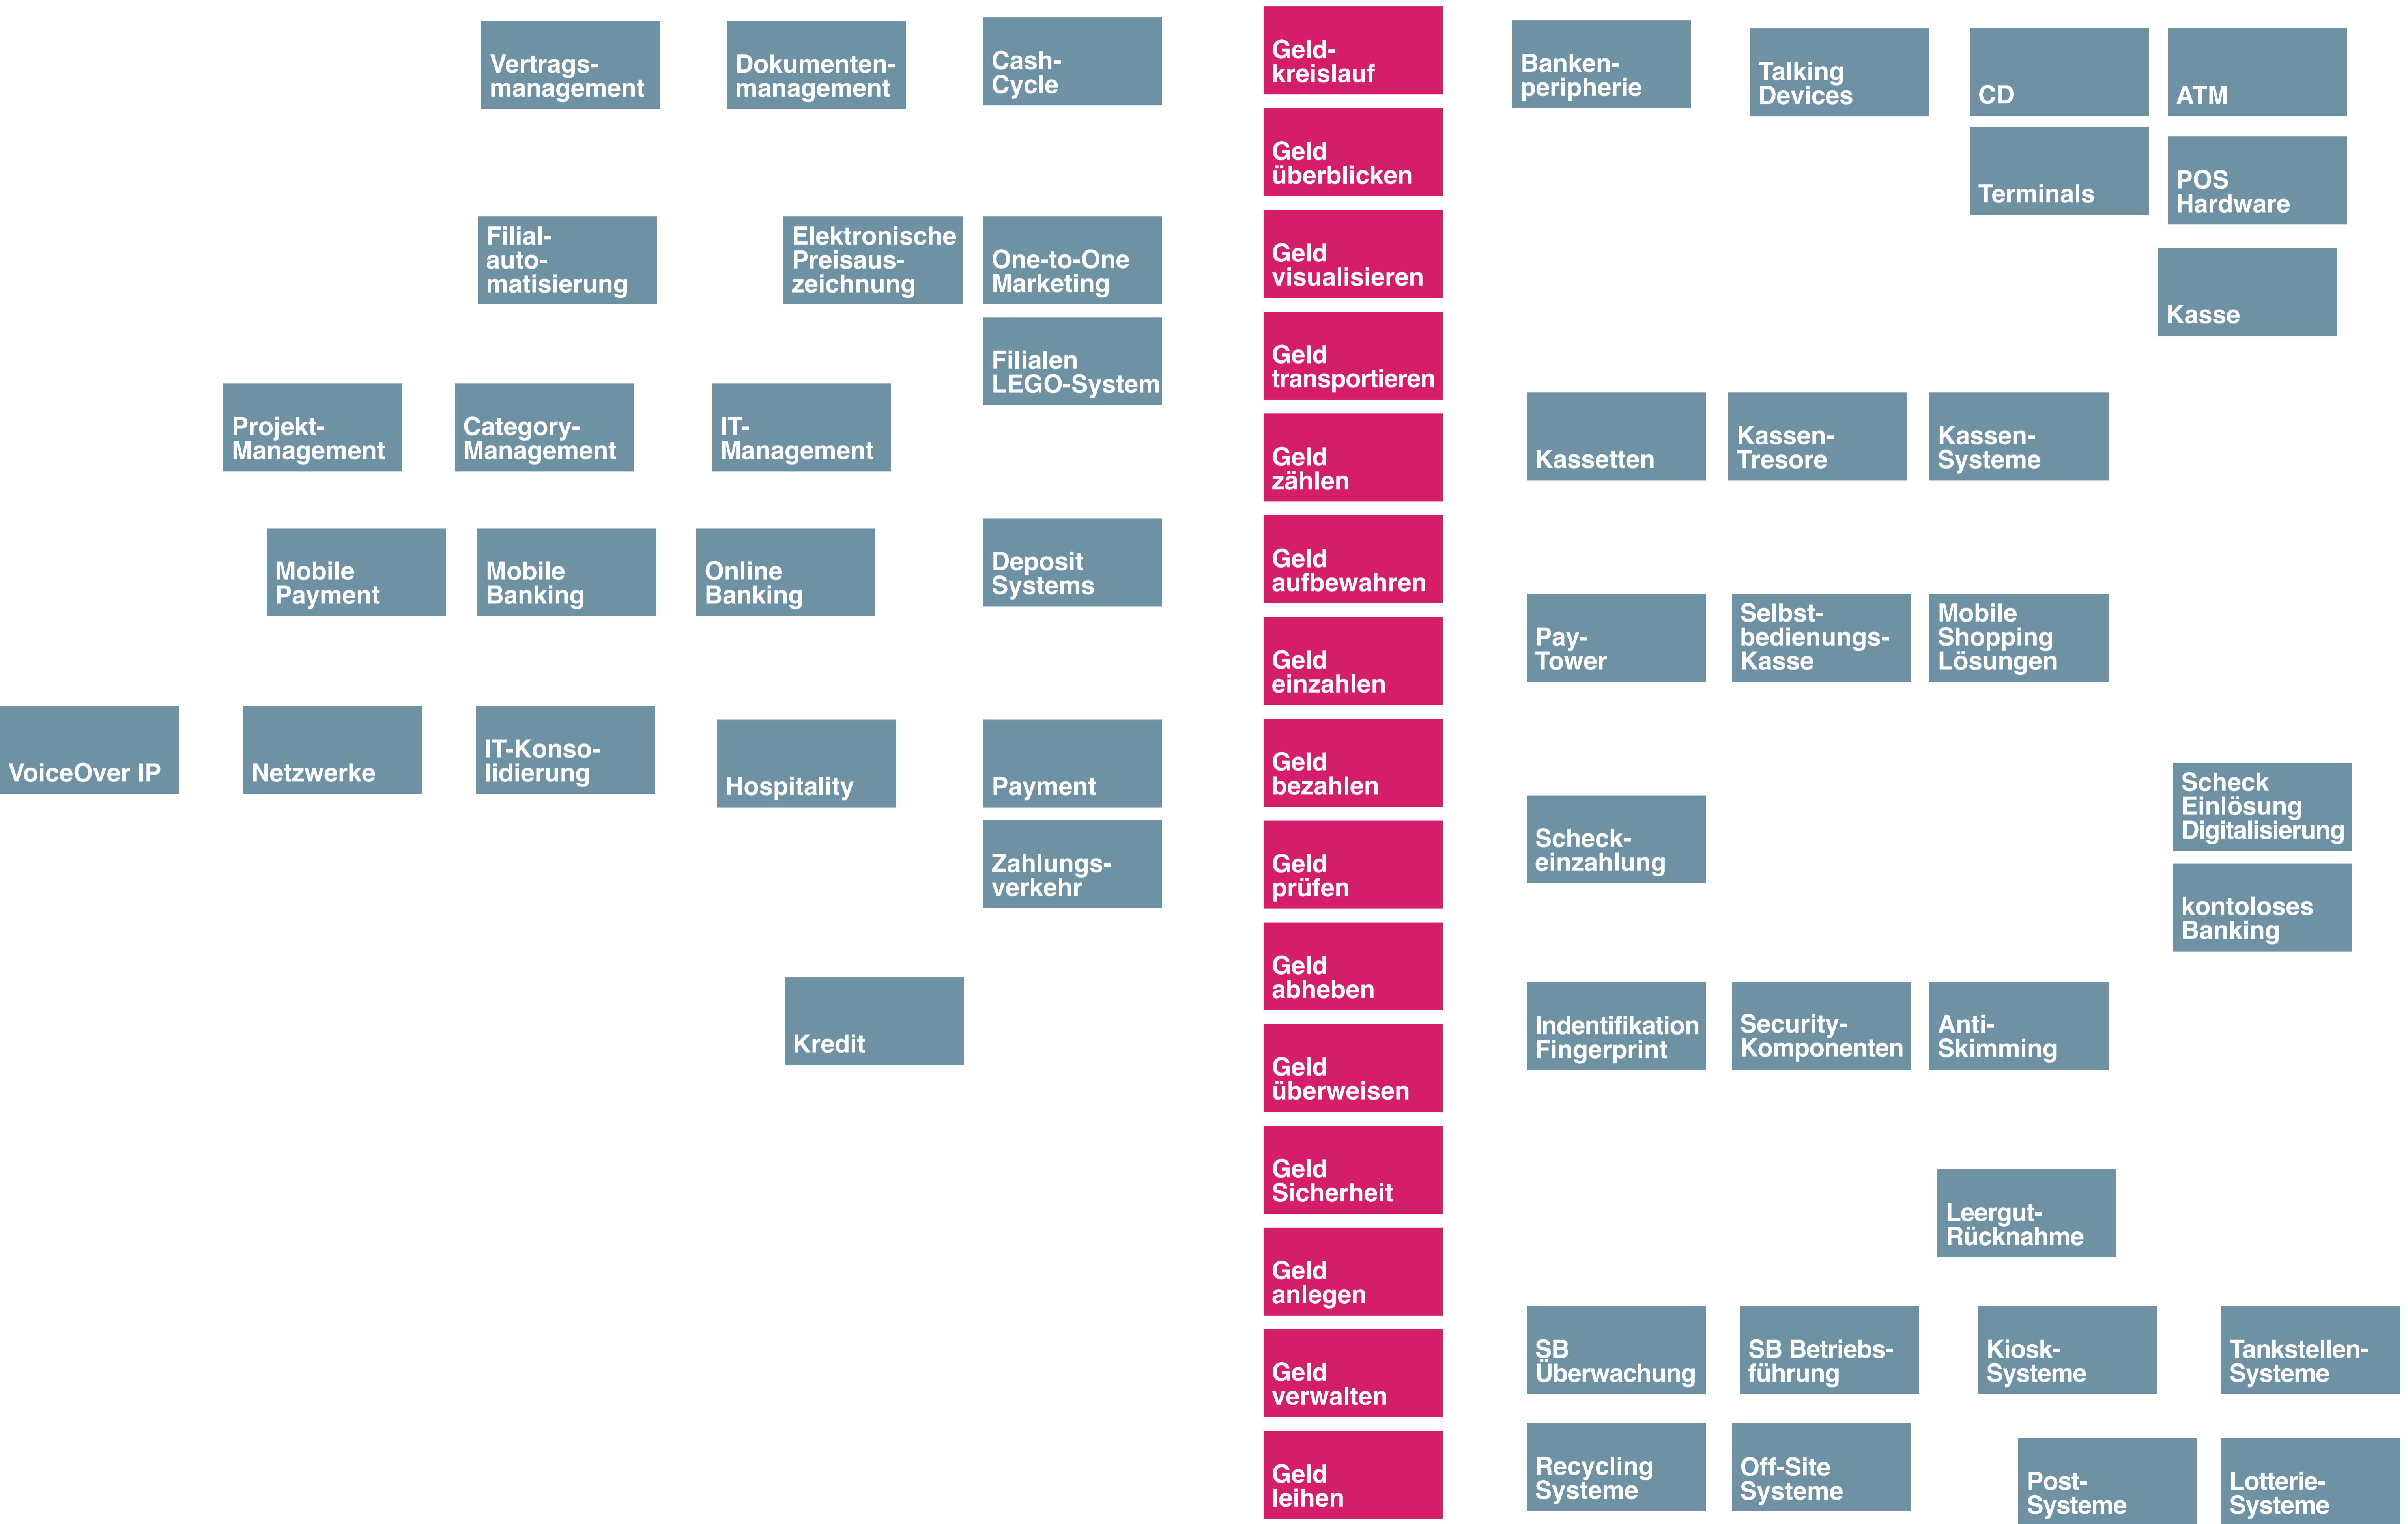 Vertrags-
management
Dokumenten-
management
Cash-
Cycle
Geld-
kreislauf
Banken-
peripherie
Talking
Devices
CD
ATM
Geld
überblicken
Terminals
POS
Hardware
Filial-
auto-
matisierung
Elektronische
Preisaus-
zeichnung
One-to-One
Marketing
Geld
visualisieren
Kasse
Filialen
LEGO-System
Geld
transportieren
Projekt-
Management
Category-
Management
IT-
Management
Geld
zählen
Kassetten
Kassen-
Tresore
Kassen-
Systeme
Mobile
Payment
Mobile
Banking
Online
Banking
Deposit
Systems
Geld
aufbewahren
Geld
einzahlen
Pay-
Tower
Selbst-
bedienungs-
Kasse
Mobile
Shopping
Lösungen
VoiceOver IP
Netzwerke
IT-Konso-
lidierung
Hospitality
Payment
Geld
bezahlen
Scheck
Einlösung
Digitalisierung
Zahlungs-
verkehr
Geld
prüfen
Scheck-
einzahlung
kontoloses
Banking
Kredit
Geld
abheben
Indentifikation
Fingerprint
Security-
Komponenten
Anti-
Skimming
Geld
überweisen
Geld
Sicherheit
Leergut-
Rücknahme
Geld
anlegen
Geld
verwalten
SB
Überwachung
SB Betriebs-
führung
Kiosk-
Systeme
Tankstellen-
Systeme
Geld
leihen
Recycling
Systeme
Off-Site
Systeme
Post-
Systeme
Lotterie-
Systeme